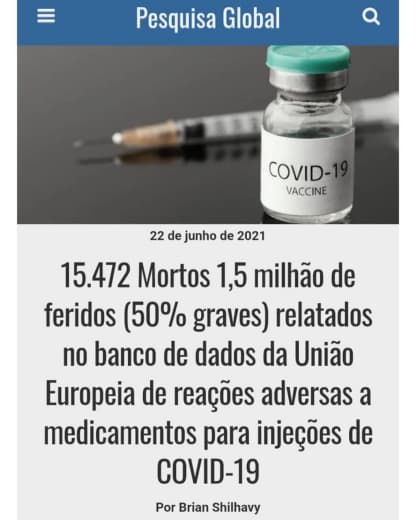 Pesquisa Global
COVID-19
VACCINE
22 de junho de 2021
15.472 Mortos 1,5 milhão de
feridos (50% graves) relatados
no banco de dados da União
Europeia de reações adversas a
medicamentos para injeções de
COVID-19
Por Brian Shilhavy